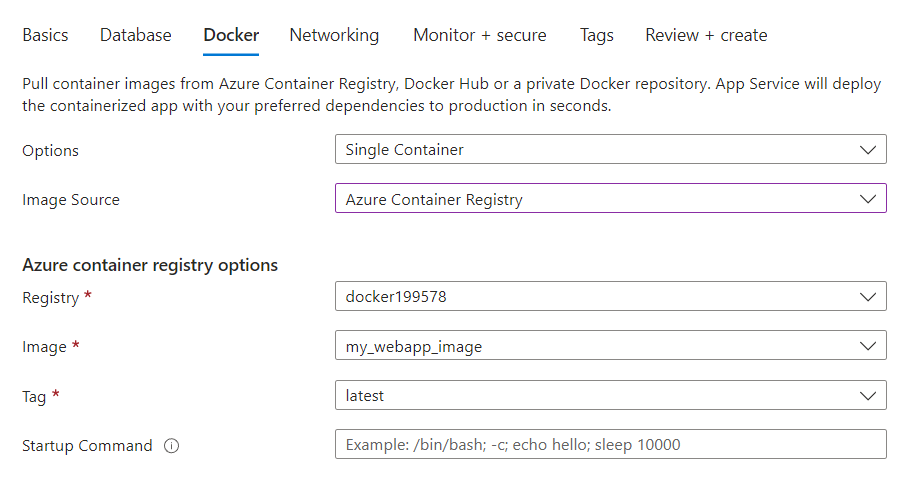 Basics Database Docker Networking Monitor + secure Tags Review + create
Pull container images from Azure Container Registry, Docker Hub or a private Docker repository. App Service will deploy
the containerized app with your preferred dependencies to production in seconds.
Options Single Container
Image Source Azure Container Registry
Azure container registry options
Registry * docker199578
Image * my_webapp_image
Tag * latest
Startup Command Example: /bin/bash; -c; echo hello; sleep 10000